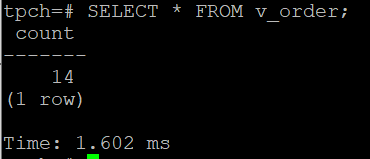 tpch=# SELECT * FROM v_order;
count
-------
14
(1 row)
Time: 1.602 ms